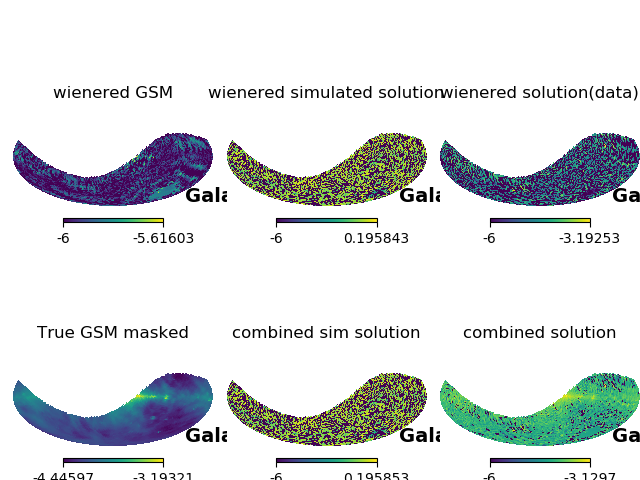 wienered GSM
wienered simulated solution
wienered solution(data)
Gala
Gala
Ga
-6 -5.61603
-6 0.195843
-6 -3.19253
True GSM masked
combined sim solution
combined solution
Gala
Gala
Ga
-4.44597 -3.19321
-6 0.195853
-6 -3.1297